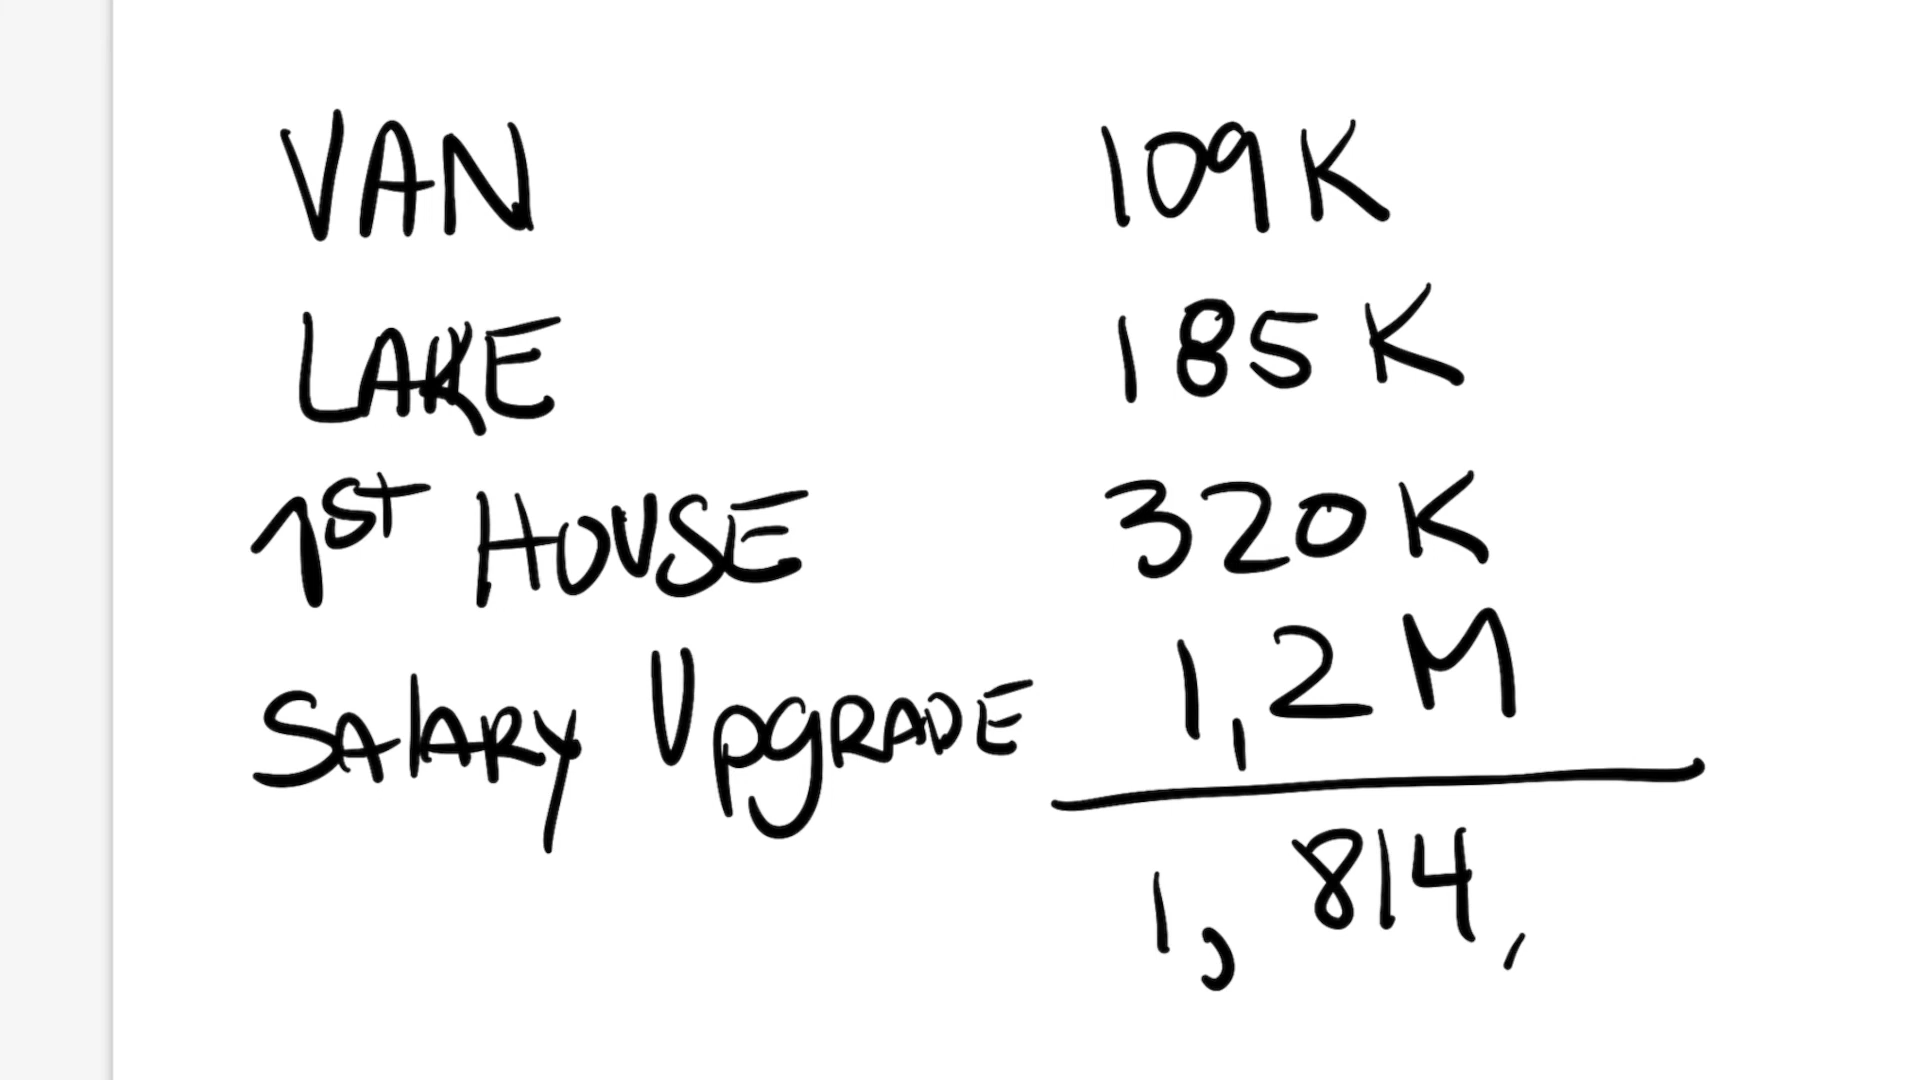 VAN 109K
LAKE 185K
1st HOUSE 320K
SALARY UpgRADE 1,2M
1, 814,